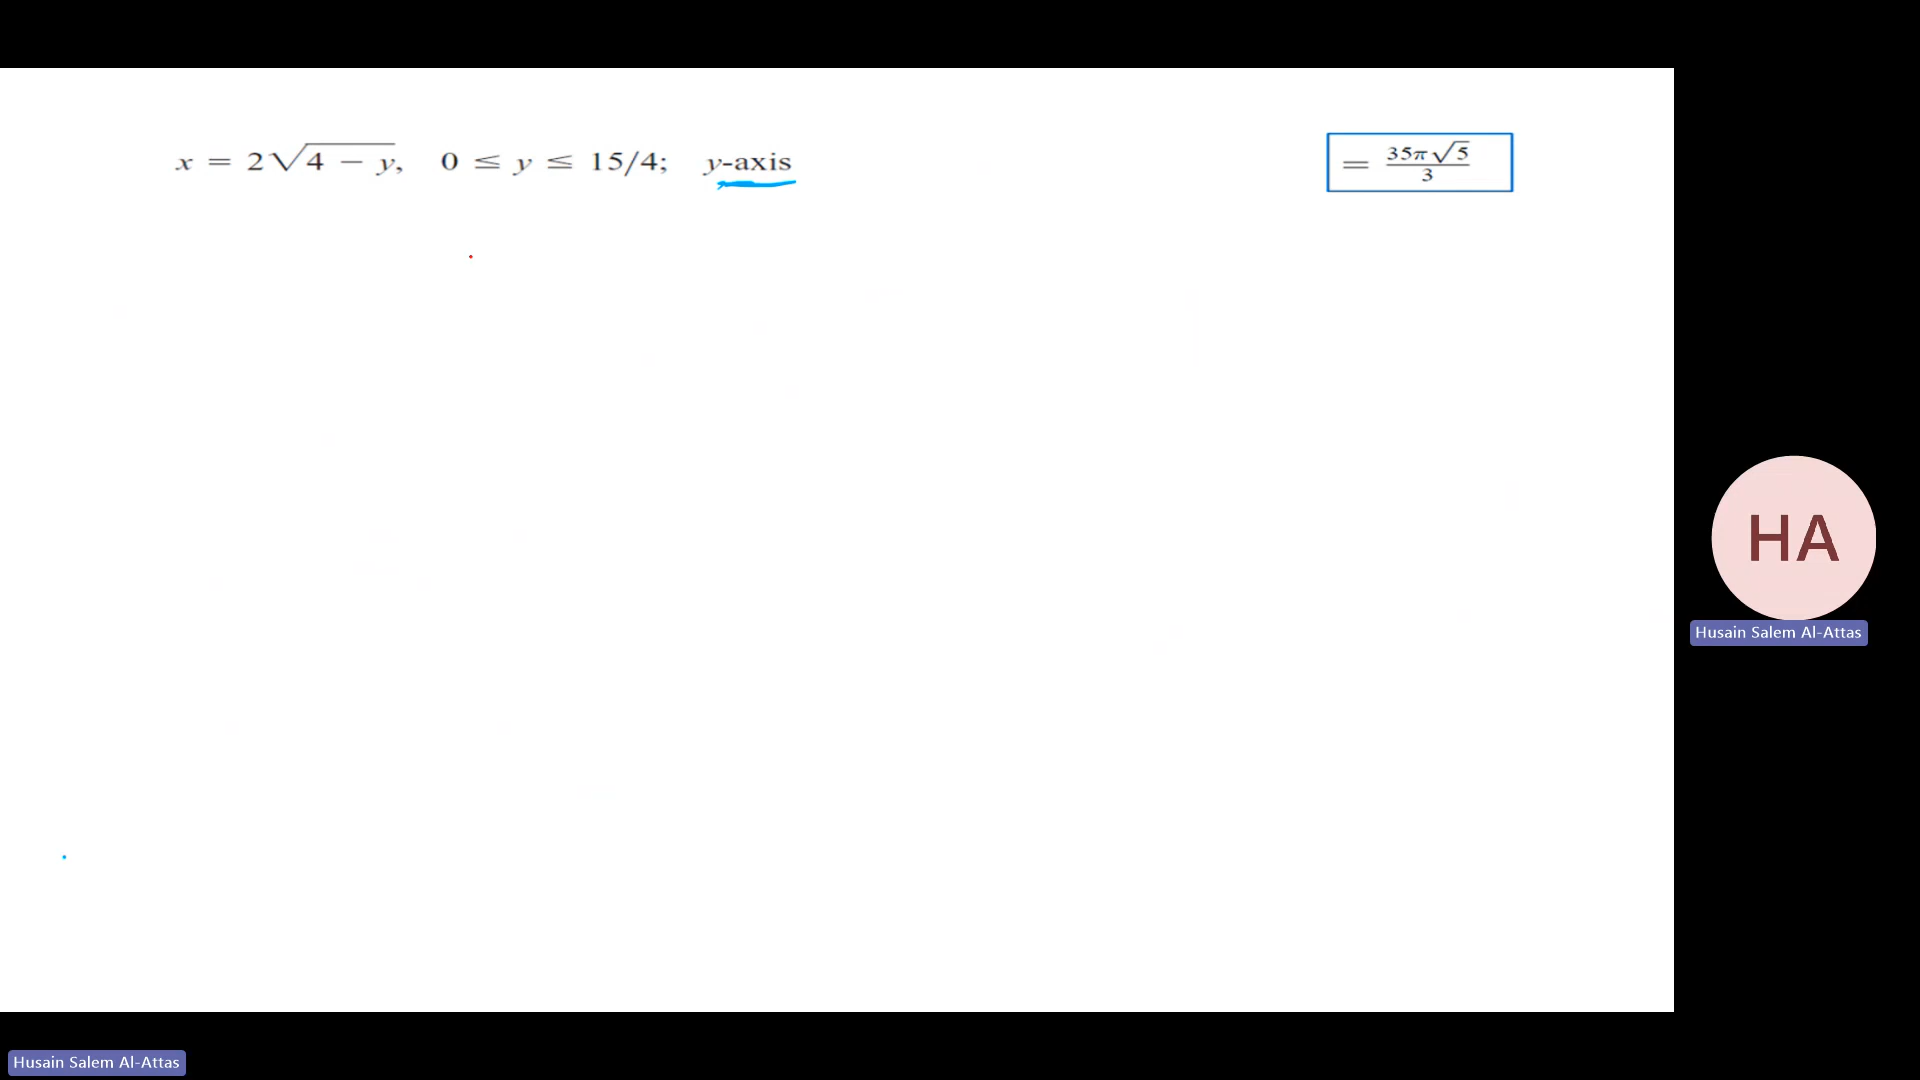 x = 2√(4 − y), 0 ≤ y ≤ 15/4; y-axis
= 35π√5/3
HA
Husain Salem Al-Attas
Husain Salem Al-Attas